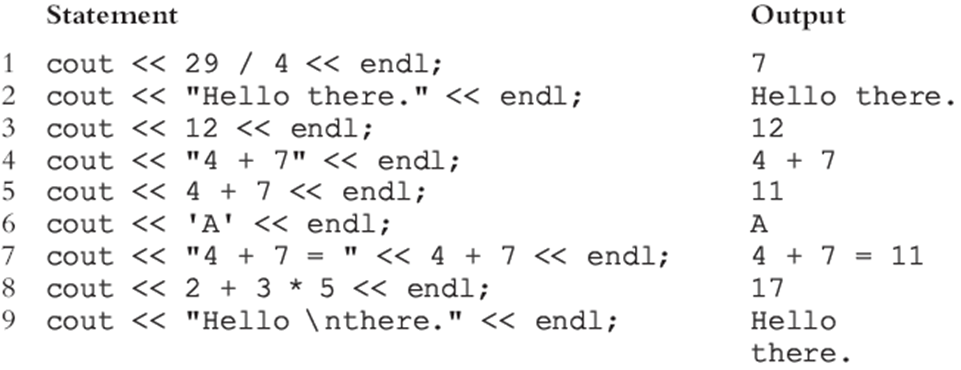 Statement Output
1 cout << 29 / 4 << endl; 7
2 cout << "Hello there." << endl; Hello there.
3 cout << 12 << endl; 12
4 cout << "4 + 7" << endl; 4 + 7
5 cout << 4 + 7 << endl; 11
6 cout << 'A' << endl; A
7 cout << "4 + 7 = " << 4 + 7 << endl; 4 + 7 = 11
8 cout << 2 + 3 * 5 << endl; 17
9 cout << "Hello \nthere." << endl; Hello
there.